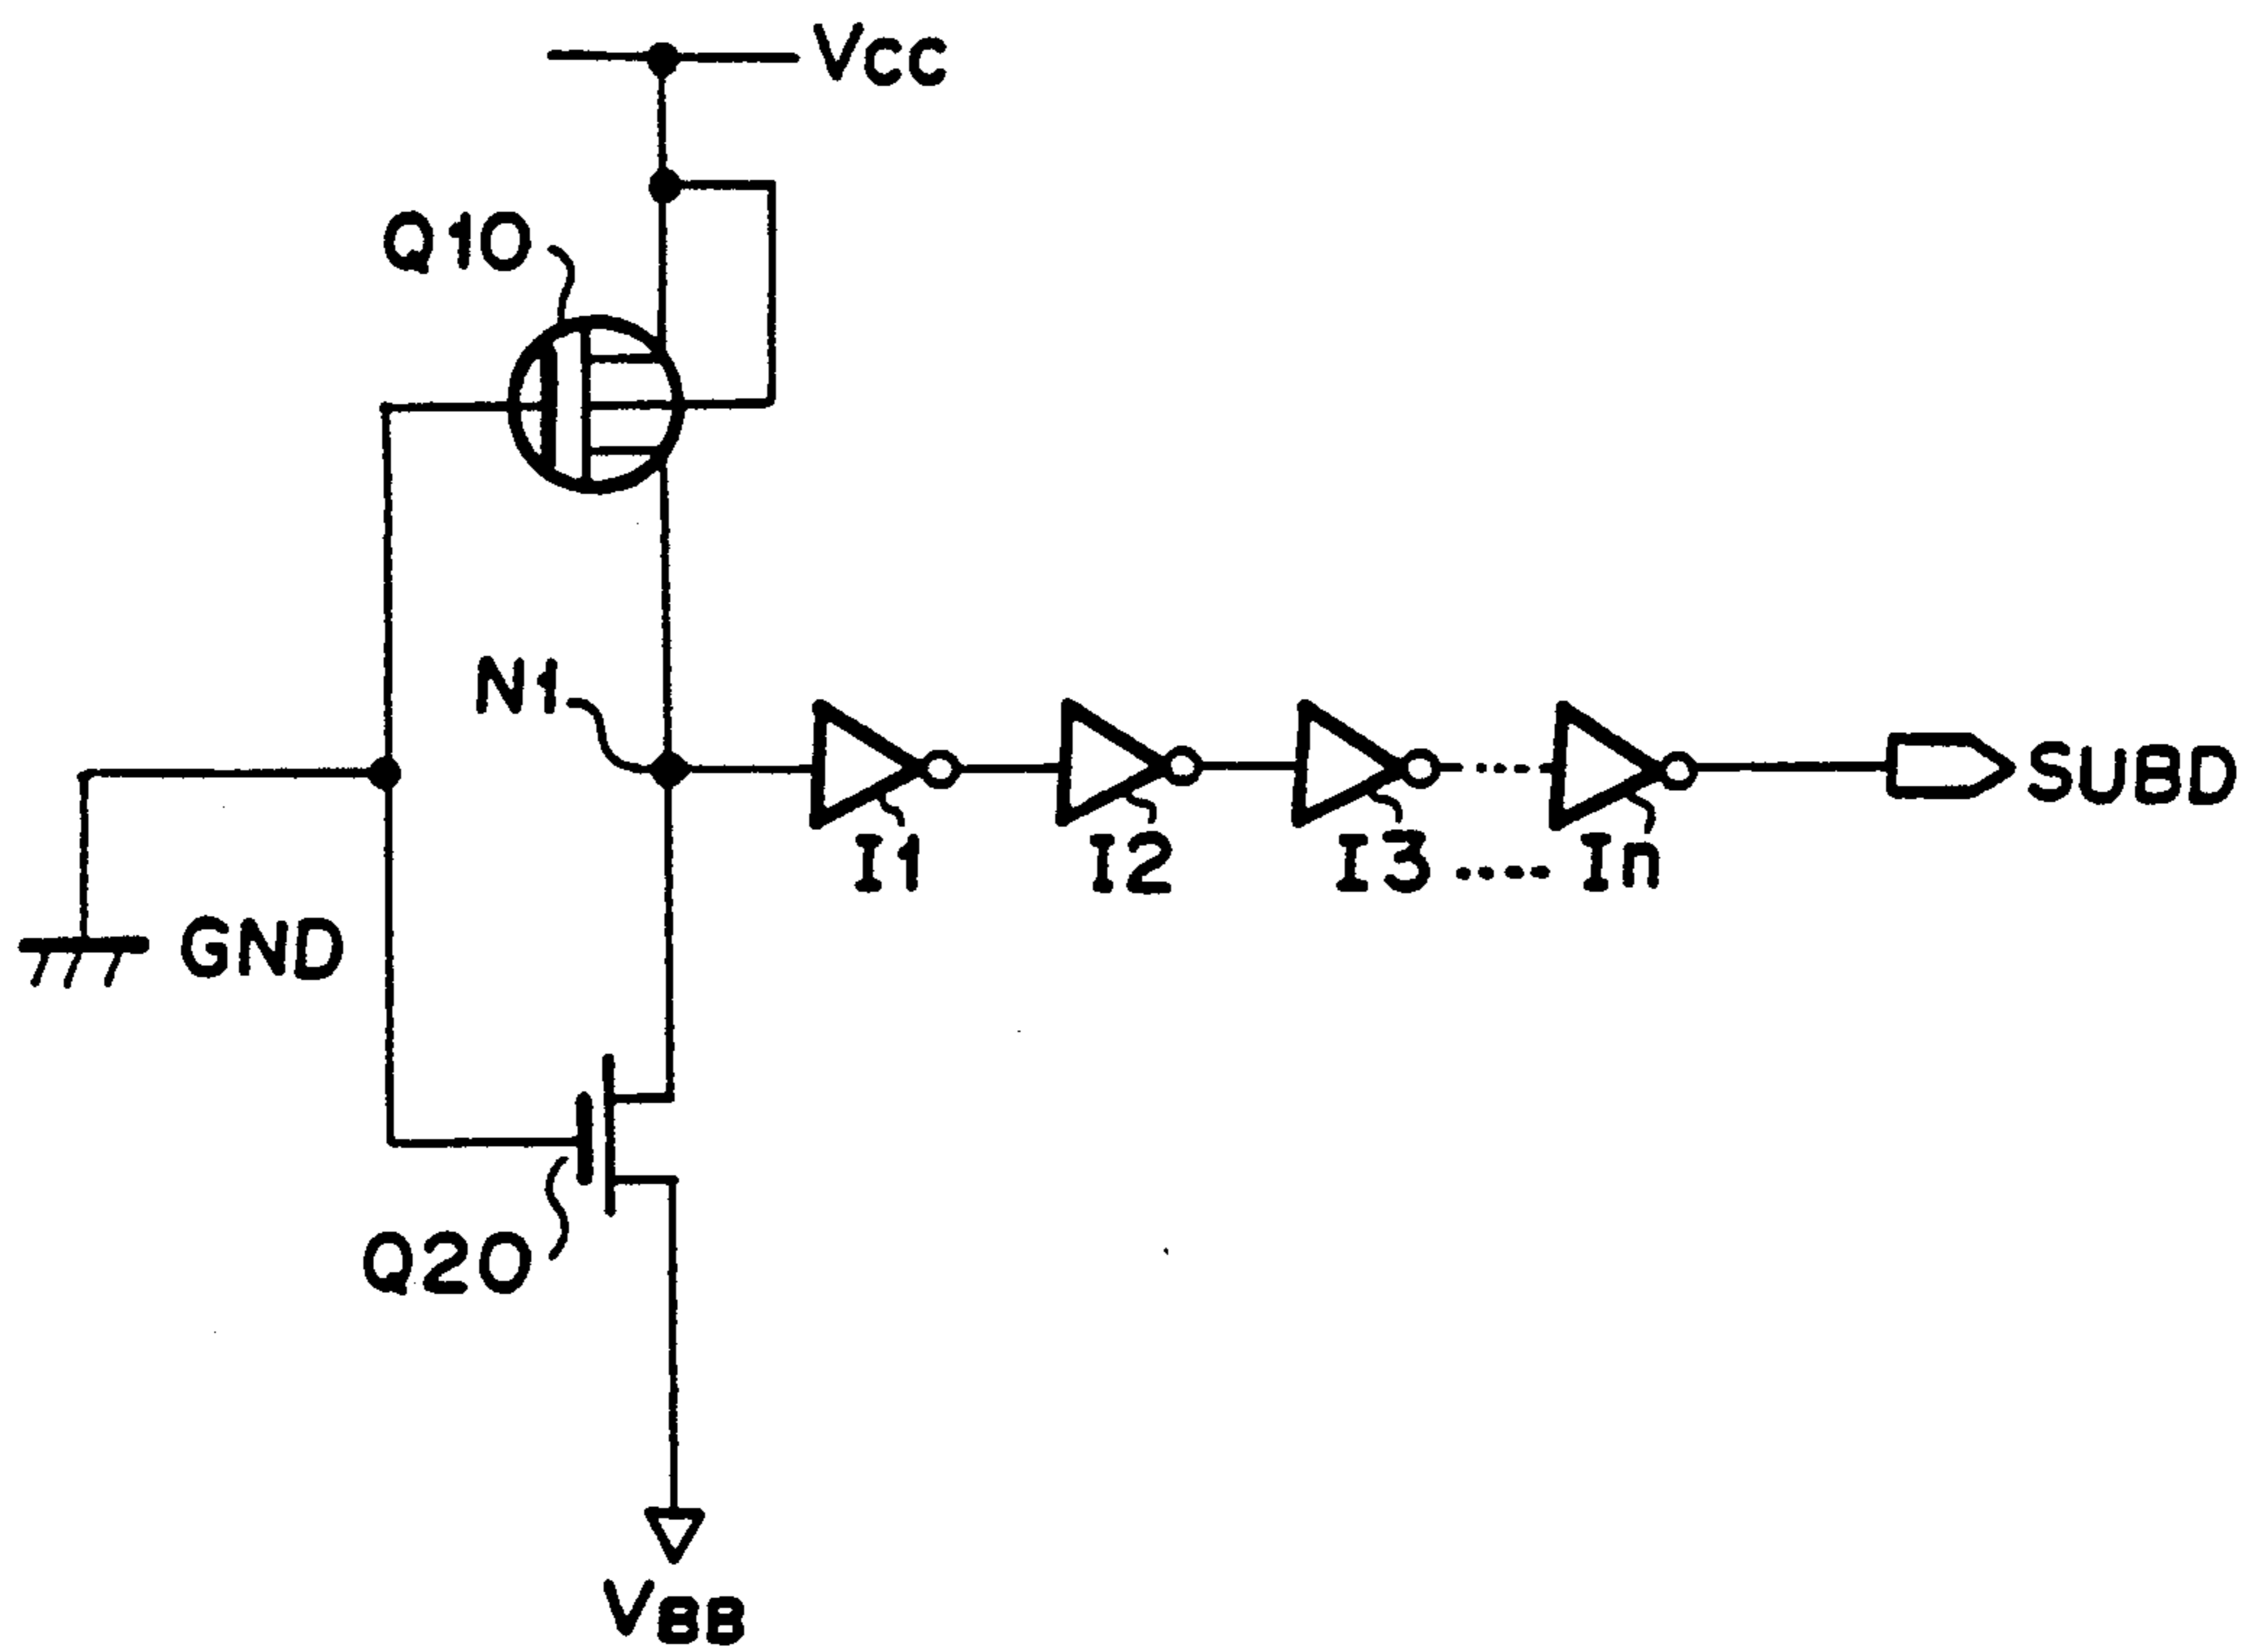 VCC
Q10
N1
SUBD
I1 I2 I3 ..... In
GND
Q20
VBB